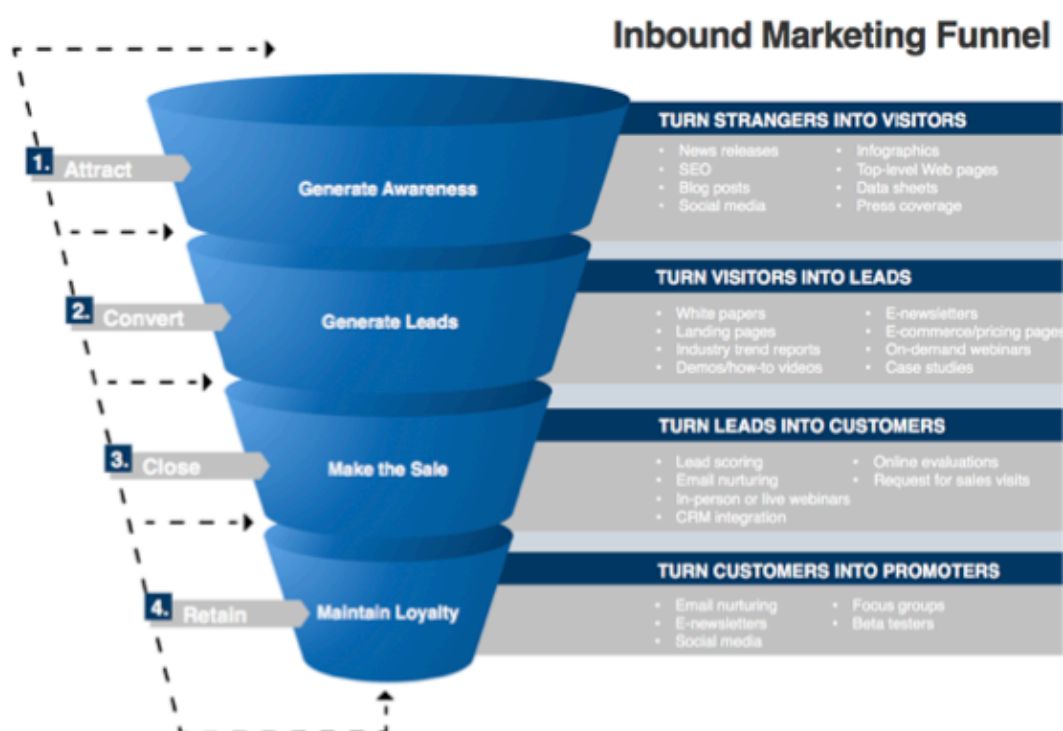 Inbound Marketing Funnel
1. Attract
Generate Awareness
TURN STRANGERS INTO VISITORS
• News releases
• SEO
• Blog posts
• Social media
• Infographics
• Top-level Web pages
• Data sheets
• Press coverage
2. Convert
Generate Leads
TURN VISITORS INTO LEADS
• White papers
• Landing pages
• Industry trend reports
• Demos/how-to videos
• E-newsletters
• E-commerce/pricing pages
• On-demand webinars
• Case studies
3. Close
Make the Sale
TURN LEADS INTO CUSTOMERS
• Lead scoring
• Email nurturing
• In-person or live webinars
• CRM integration
• Online evaluations
• Request for sales visits
4. Retain
Maintain Loyalty
TURN CUSTOMERS INTO PROMOTERS
• Email nurturing
• E-newsletters
• Social media
• Focus groups
• Beta testers